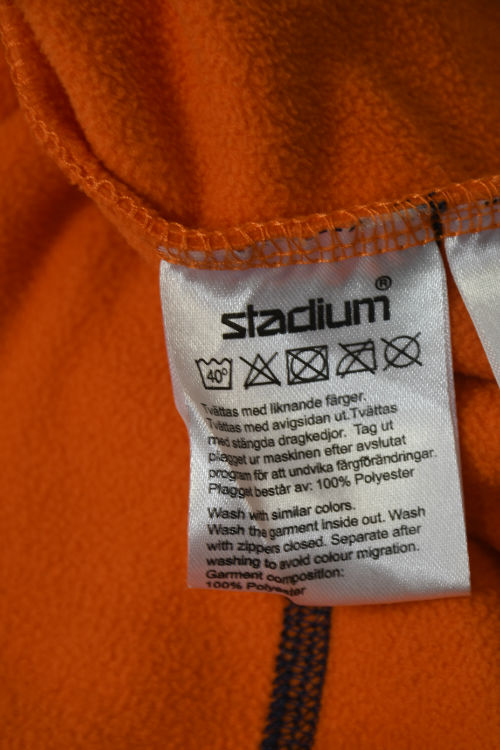 stadium®
40°
Tvättas med liknande färger.
Tvättas med avigsidan ut.Tvättas
med stängda dragkedjor. Tag ut
plagget ur maskinen efter avslutat
program för att undvika färgförändringar.
Plagget består av: 100% Polyester
Wash with similar colors.
Wash the garment inside out. Wash
with zippers closed. Separate after
washing to avoid colour migration.
Garment composition:
100% Polyester